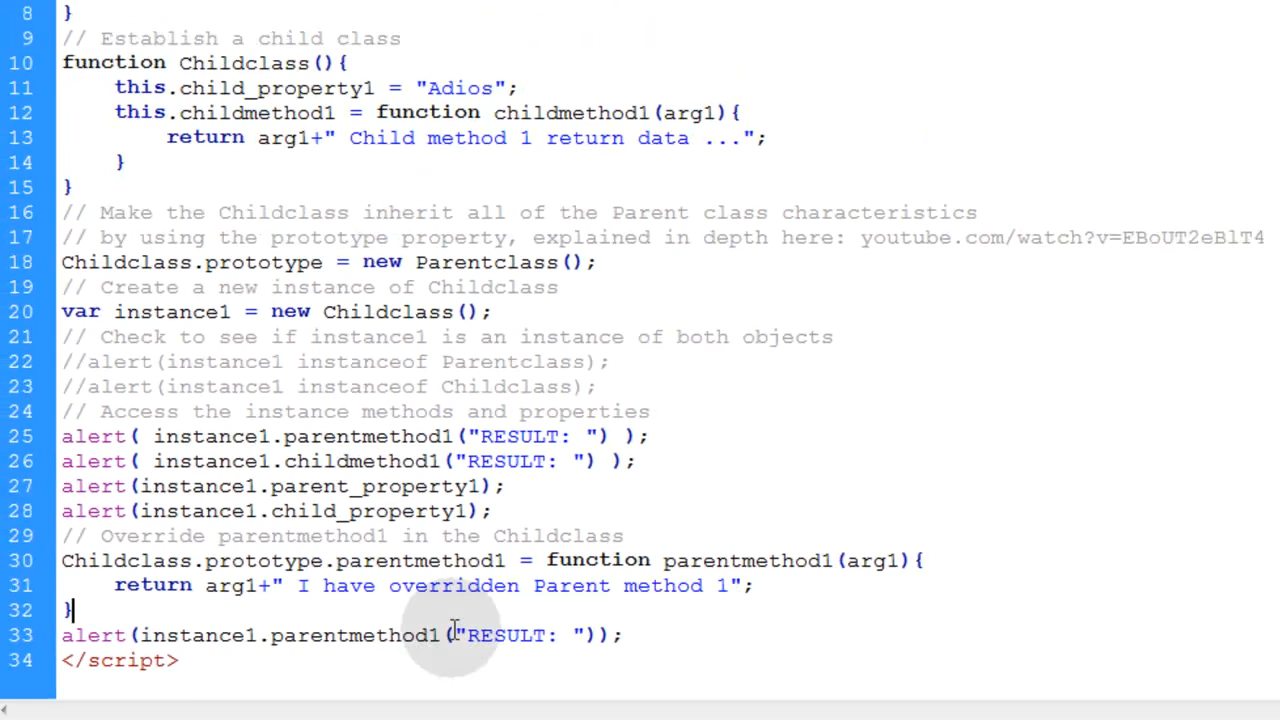 8 }
9 // Establish a child class
10 function Childclass(){
11 this.child_property1 = "Adios";
12 this.childmethod1 = function childmethod1(arg1){
13 return arg1+" Child method 1 return data ...";
14 }
15 }
16 // Make the Childclass inherit all of the Parent class characteristics
17 // by using the prototype property, explained in depth here: youtube.com/watch?v=EBoUT2eBlT4
18 Childclass.prototype = new Parentclass();
19 // Create a new instance of Childclass
20 var instance1 = new Childclass();
21 // Check to see if instance1 is an instance of both objects
22 //alert(instance1 instanceof Parentclass);
23 //alert(instance1 instanceof Childclass);
24 // Access the instance methods and properties
25 alert( instance1.parentmethod1("RESULT: ") );
26 alert( instance1.childmethod1("RESULT: ") );
27 alert(instance1.parent_property1);
28 alert(instance1.child_property1);
29 // Override parentmethod1 in the Childclass
30 Childclass.prototype.parentmethod1 = function parentmethod1(arg1){
31 return arg1+" I have overridden Parent method 1";
32 }
33 alert(instance1.parentmethod1("RESULT: "));
34 </script>